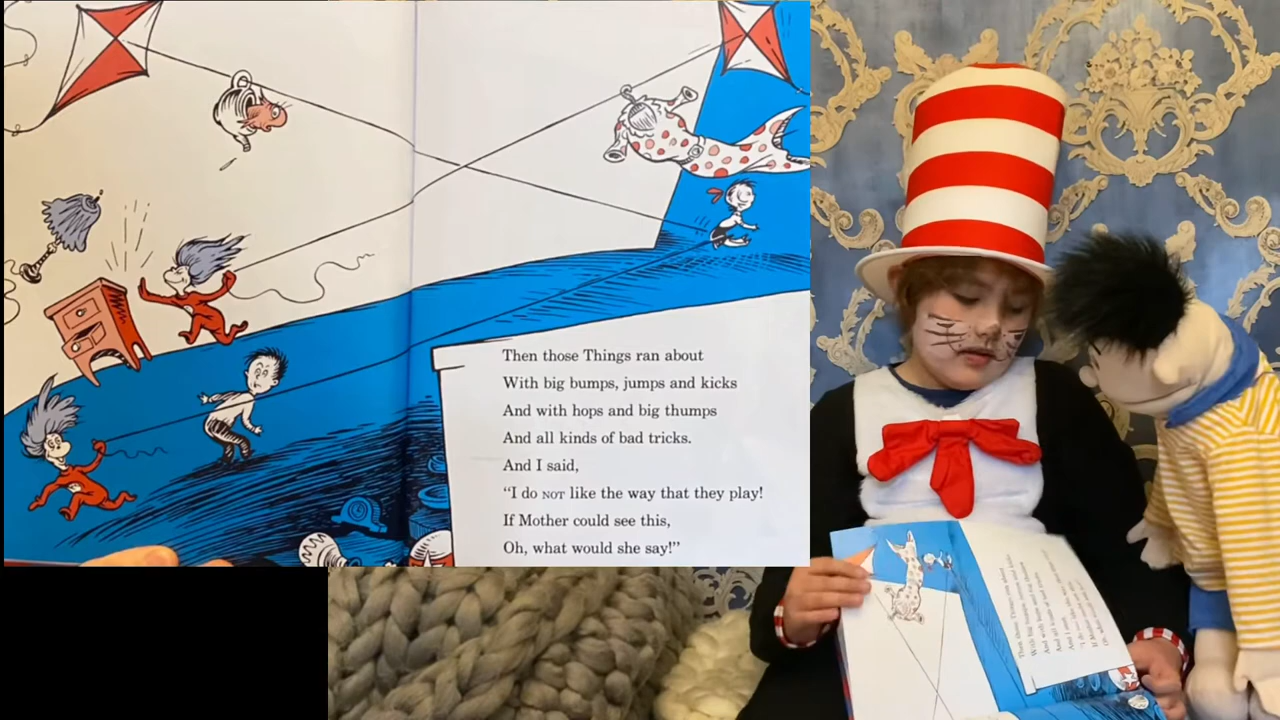 Then those Things ran about
With big bumps, jumps and kicks
And with hops and big thumps
And all kinds of bad tricks.
And I said,
“I do NOT like the way that they play!
If Mother could see this,
Oh, what would she say!”